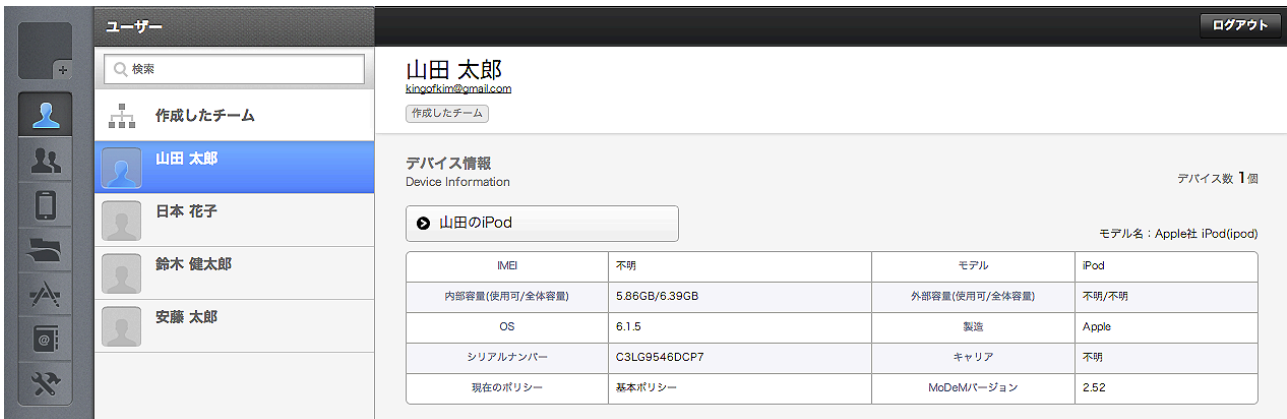 ユーザー
ログアウト
検索
作成したチーム
山田 太郎
日本 花子
鈴木 健太郎
安藤 太郎
山田 太郎
kingofkim@gmail.com
作成したチーム
デバイス情報
Device Information
デバイス数 1個
山田のiPod
モデル名：Apple社 iPod(ipod)
IMEI 不明 モデル iPod
内部容量(使用可/全体容量) 5.86GB/6.39GB 外部容量(使用可/全体容量) 不明/不明
OS 6.1.5 製造 Apple
シリアルナンバー C3LG9546DCP7 キャリア 不明
現在のポリシー 基本ポリシー MoDeMバージョン 2.52